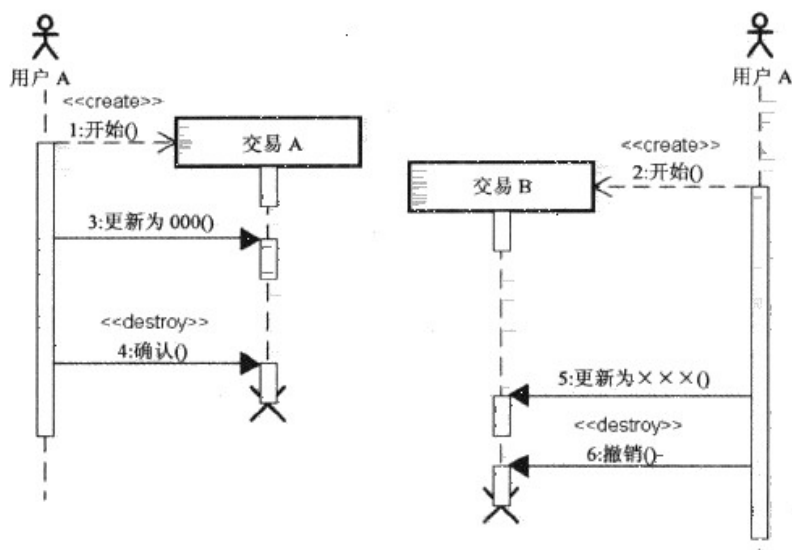 用户 A
用户 A
<<create>>
1:开始()
交易 A
<<create>>
2:开始()
交易 B
3:更新为 000()
<<destroy>>
4:确认()
5:更新为×××()
<<destroy>>
6:撤销()